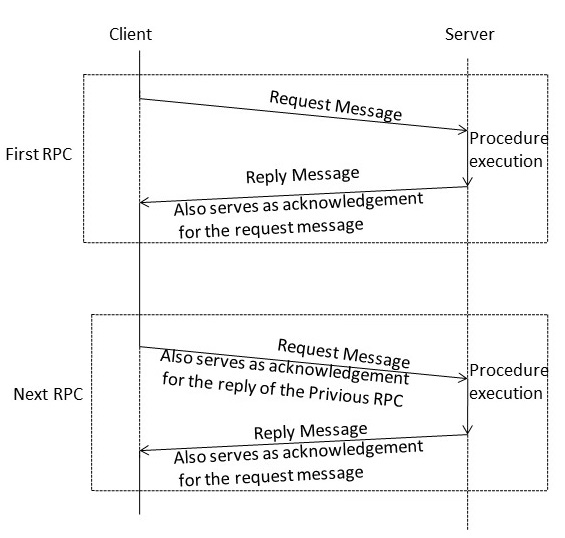 Client
Server
Request Message
First RPC
Procedure
execution
Reply Message
Also serves as acknowledgement
for the request message
Request Message
Also serves as acknowledgement
for the reply of the Privious RPC
Next RPC
Procedure
execution
Reply Message
Also serves as acknowledgement
for the request message